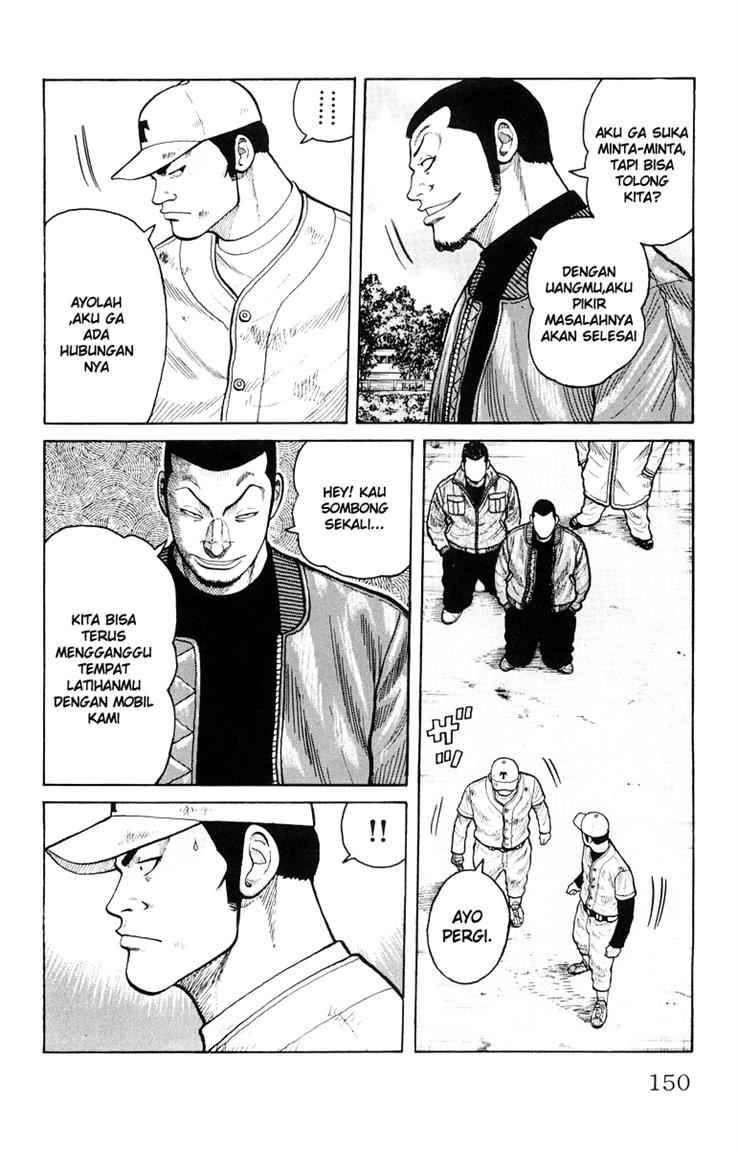 AKU GA SUKA
MINTA-MINTA,
TAPI BISA
TOLONG
KITA?
DENGAN
UANGMU,AKU
PIKIR
MASALAHNYA
AKAN SELESAI
T
AYOLAH
,AKU GA
ADA
HUBUNGAN
NYA
ザッ
T
AYO
PERGI.
HEY! KAU
SOMBONG
SEKALI...
KITA BISA
TERUS
MENGGANGGU
TEMPAT
LATIHANMU
DENGAN MOBIL
KAMI
!!
150